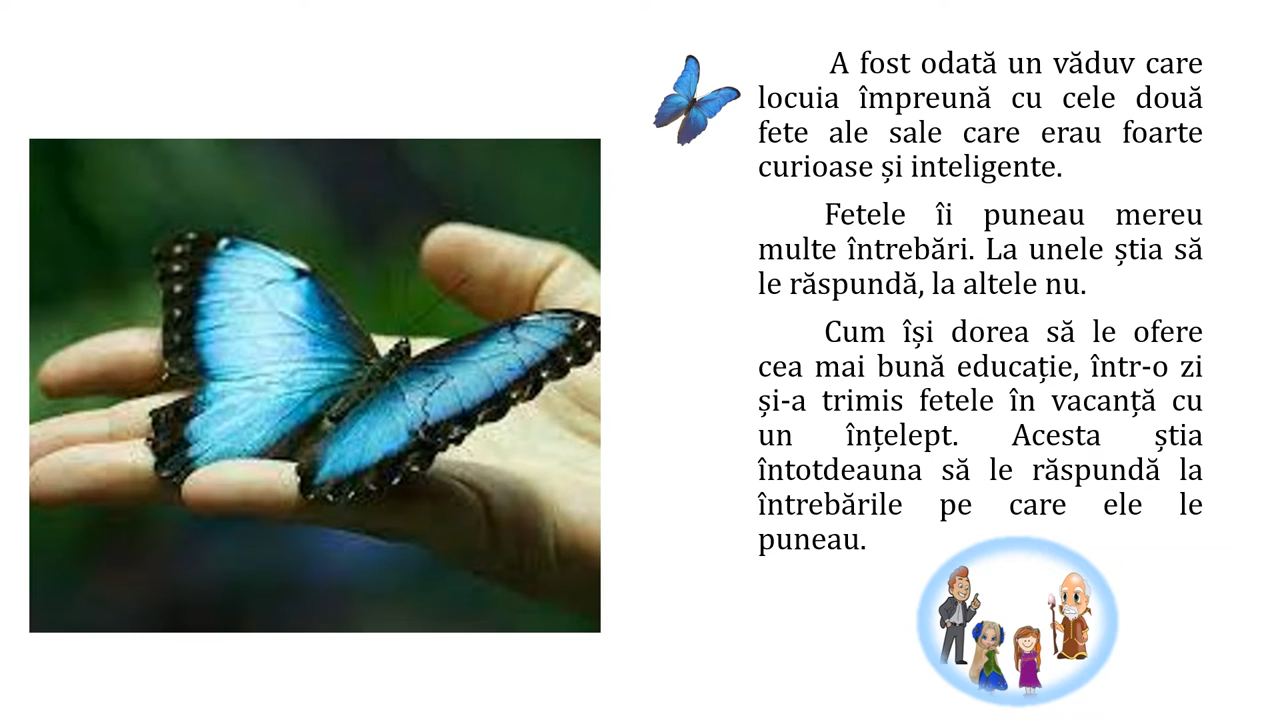 A fost odată un văduv care
locuia împreună cu cele două
fete ale sale care erau foarte
curioase și inteligente.
Fetele îi puneau mereu
multe întrebări. La unele știa să
le răspundă, la altele nu.
Cum își dorea să le ofere
cea mai bună educație, într-o zi
și-a trimis fetele în vacanță cu
un înțelept. Acesta știa
întotdeauna să le răspundă la
întrebările pe care ele le
puneau.